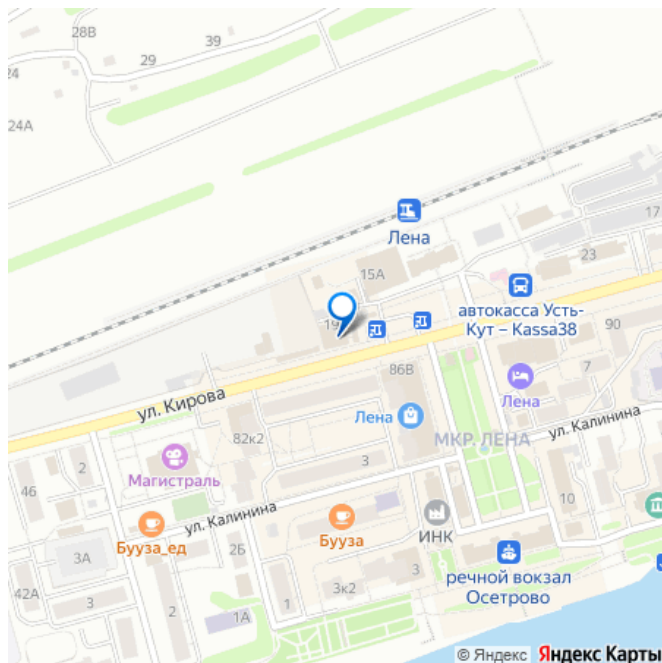 28В
39
24
29
24А
Лена
17
15А
23
автокасса Усть-
Кут – Kassa38
19
90
86В
7
ул. Кирова
Лена
Лена
82к2
МКР. ЛЕНА
ул. Калинина
2
3
46
Магистраль
10
ул. Калинина
ИНК
Бууза_ед
Бууза
3А
2Б
речной вокзал
Осетрово
42А
3
3к2
1
2
1А
© Яндекс Яндекс Карты